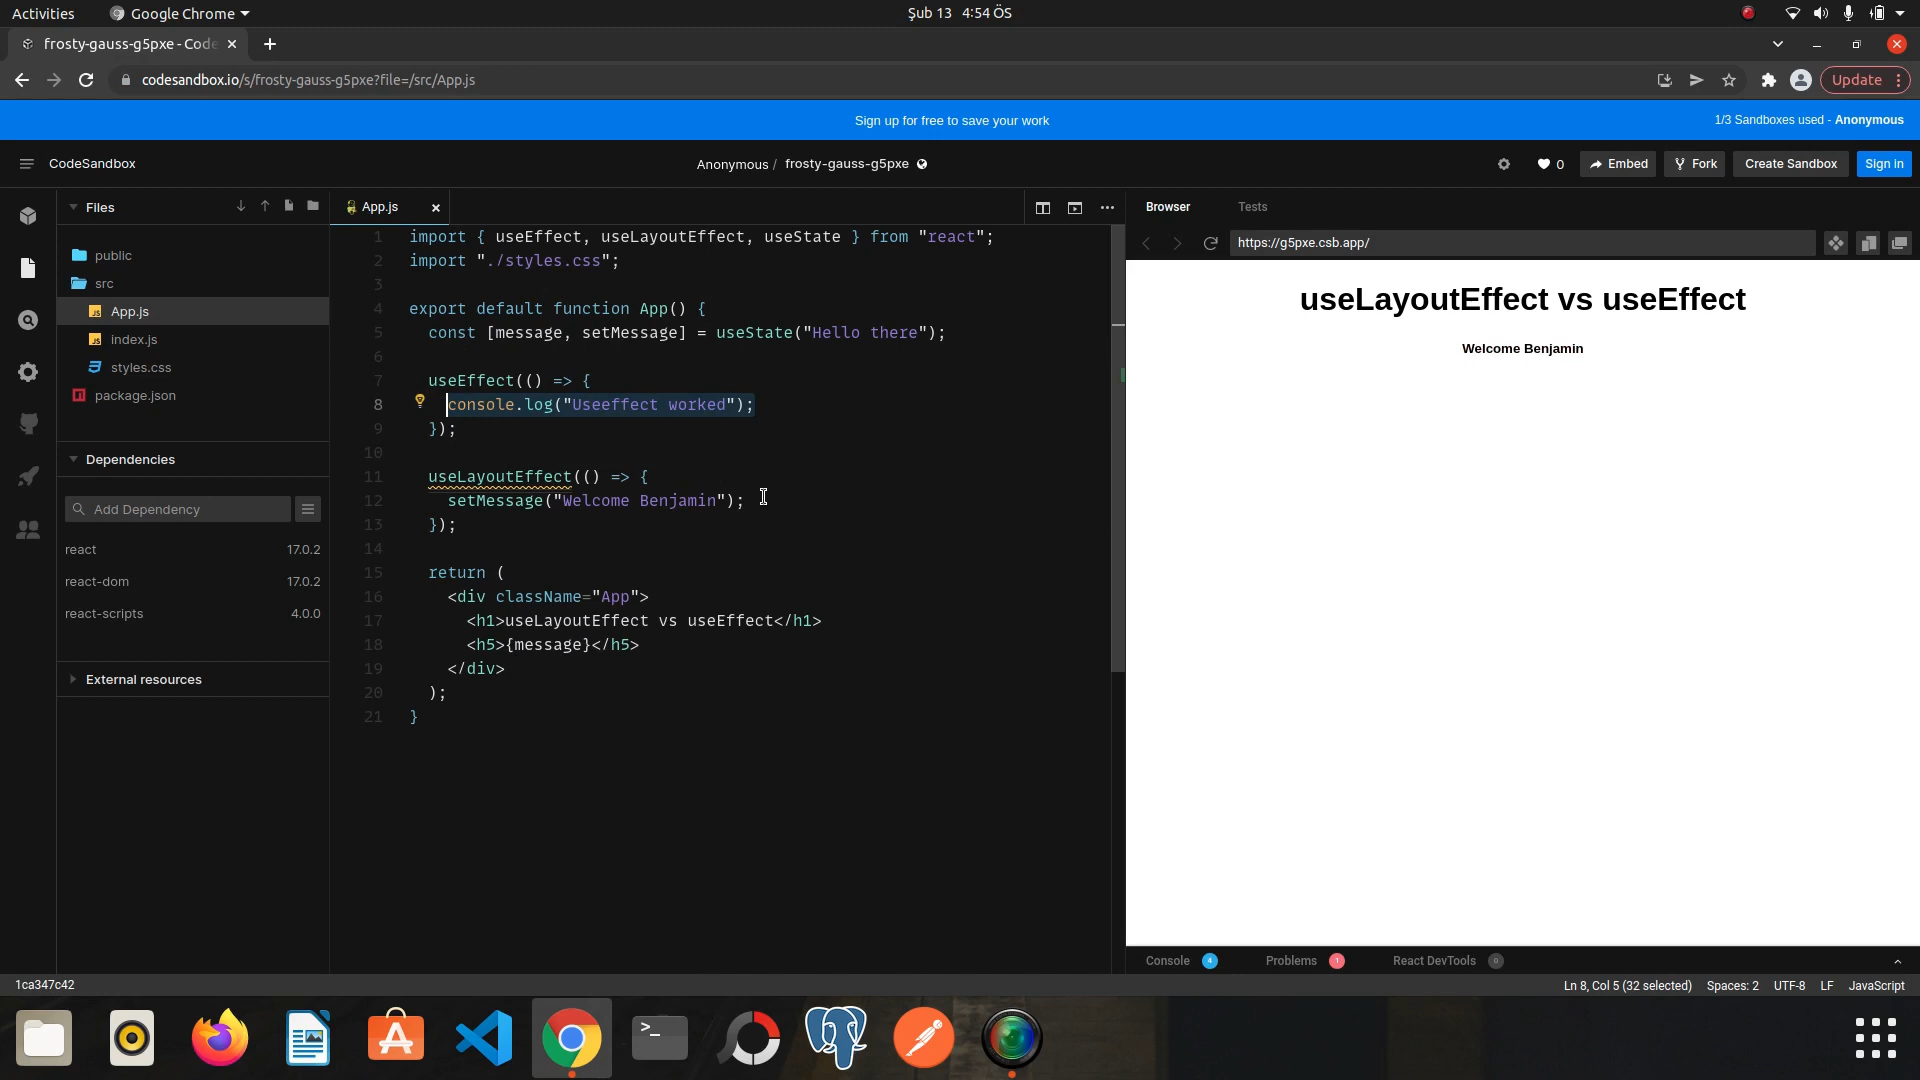 Activities
Google Chrome
Şub 13 4:54 ÖS
frosty-gauss-g5pxe - Code
codesandbox.io/s/frosty-gauss-g5pxe?file=/src/App.js
Update
Sign up for free to save your work
1/3 Sandboxes used - Anonymous
CodeSandbox
Anonymous / frosty-gauss-g5pxe
0
Embed
Fork
Create Sandbox
Sign in
Files
public
src
App.js
index.js
styles.css
package.json
Dependencies
Add Dependency
react 17.0.2
react-dom 17.0.2
react-scripts 4.0.0
External resources
App.js
1 import { useEffect, useLayoutEffect, useState } from "react";
2 import "./styles.css";
3
4 export default function App() {
5 const [message, setMessage] = useState("Hello there");
6
7 useEffect(() => {
8 console.log("Useeffect worked");
9 });
10
11 useLayoutEffect(() => {
12 setMessage("Welcome Benjamin");
13 });
14
15 return (
16 <div className="App">
17 <h1>useLayoutEffect vs useEffect</h1>
18 <h5>{message}</h5>
19 </div>
20 );
21 }
Browser
Tests
https://g5pxe.csb.app/
useLayoutEffect vs useEffect
Welcome Benjamin
Console 4
Problems 1
React DevTools 0
1ca347c42
Ln 8, Col 5 (32 selected)
Spaces: 2
UTF-8
LF
JavaScript